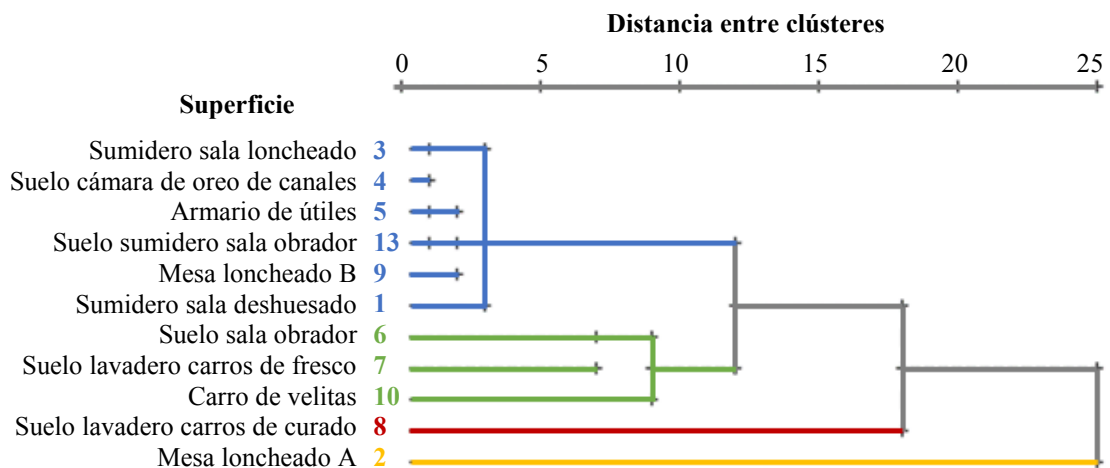 Distancia entre clústeres
0 5 10 15 20 25
Superficie
Sumidero sala loncheado 3
Suelo cámara de oreo de canales 4
Armario de útiles 5
Suelo sumidero sala obrador 13
Mesa loncheado B 9
Sumidero sala deshuesado 1
Suelo sala obrador 6
Suelo lavadero carros de fresco 7
Carro de velitas 10
Suelo lavadero carros de curado 8
Mesa loncheado A 2